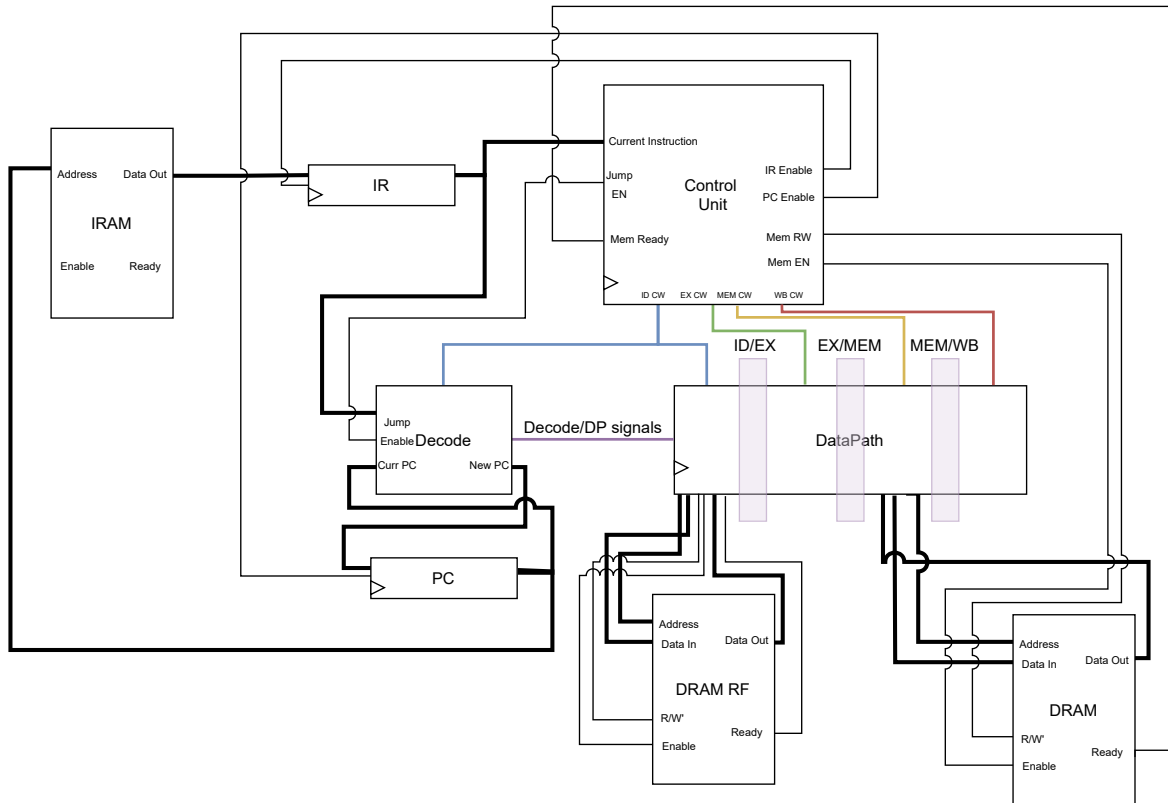 Address
Data Out
IRAM
Enable
Ready
IR
Current Instruction
Jump
EN
Mem Ready
Control
Unit
IR Enable
PC Enable
Mem RW
Mem EN
ID CW
EX CW
MEM CW
WB CW
ID/EX
EX/MEM
MEM/WB
Jump
Enable
Decode
Curr PC
New PC
Decode/DP signals
DataPath
PC
Address
Data In
Data Out
DRAM RF
R/W'
Ready
Enable
Address
Data In
Data Out
DRAM
R/W'
Ready
Enable